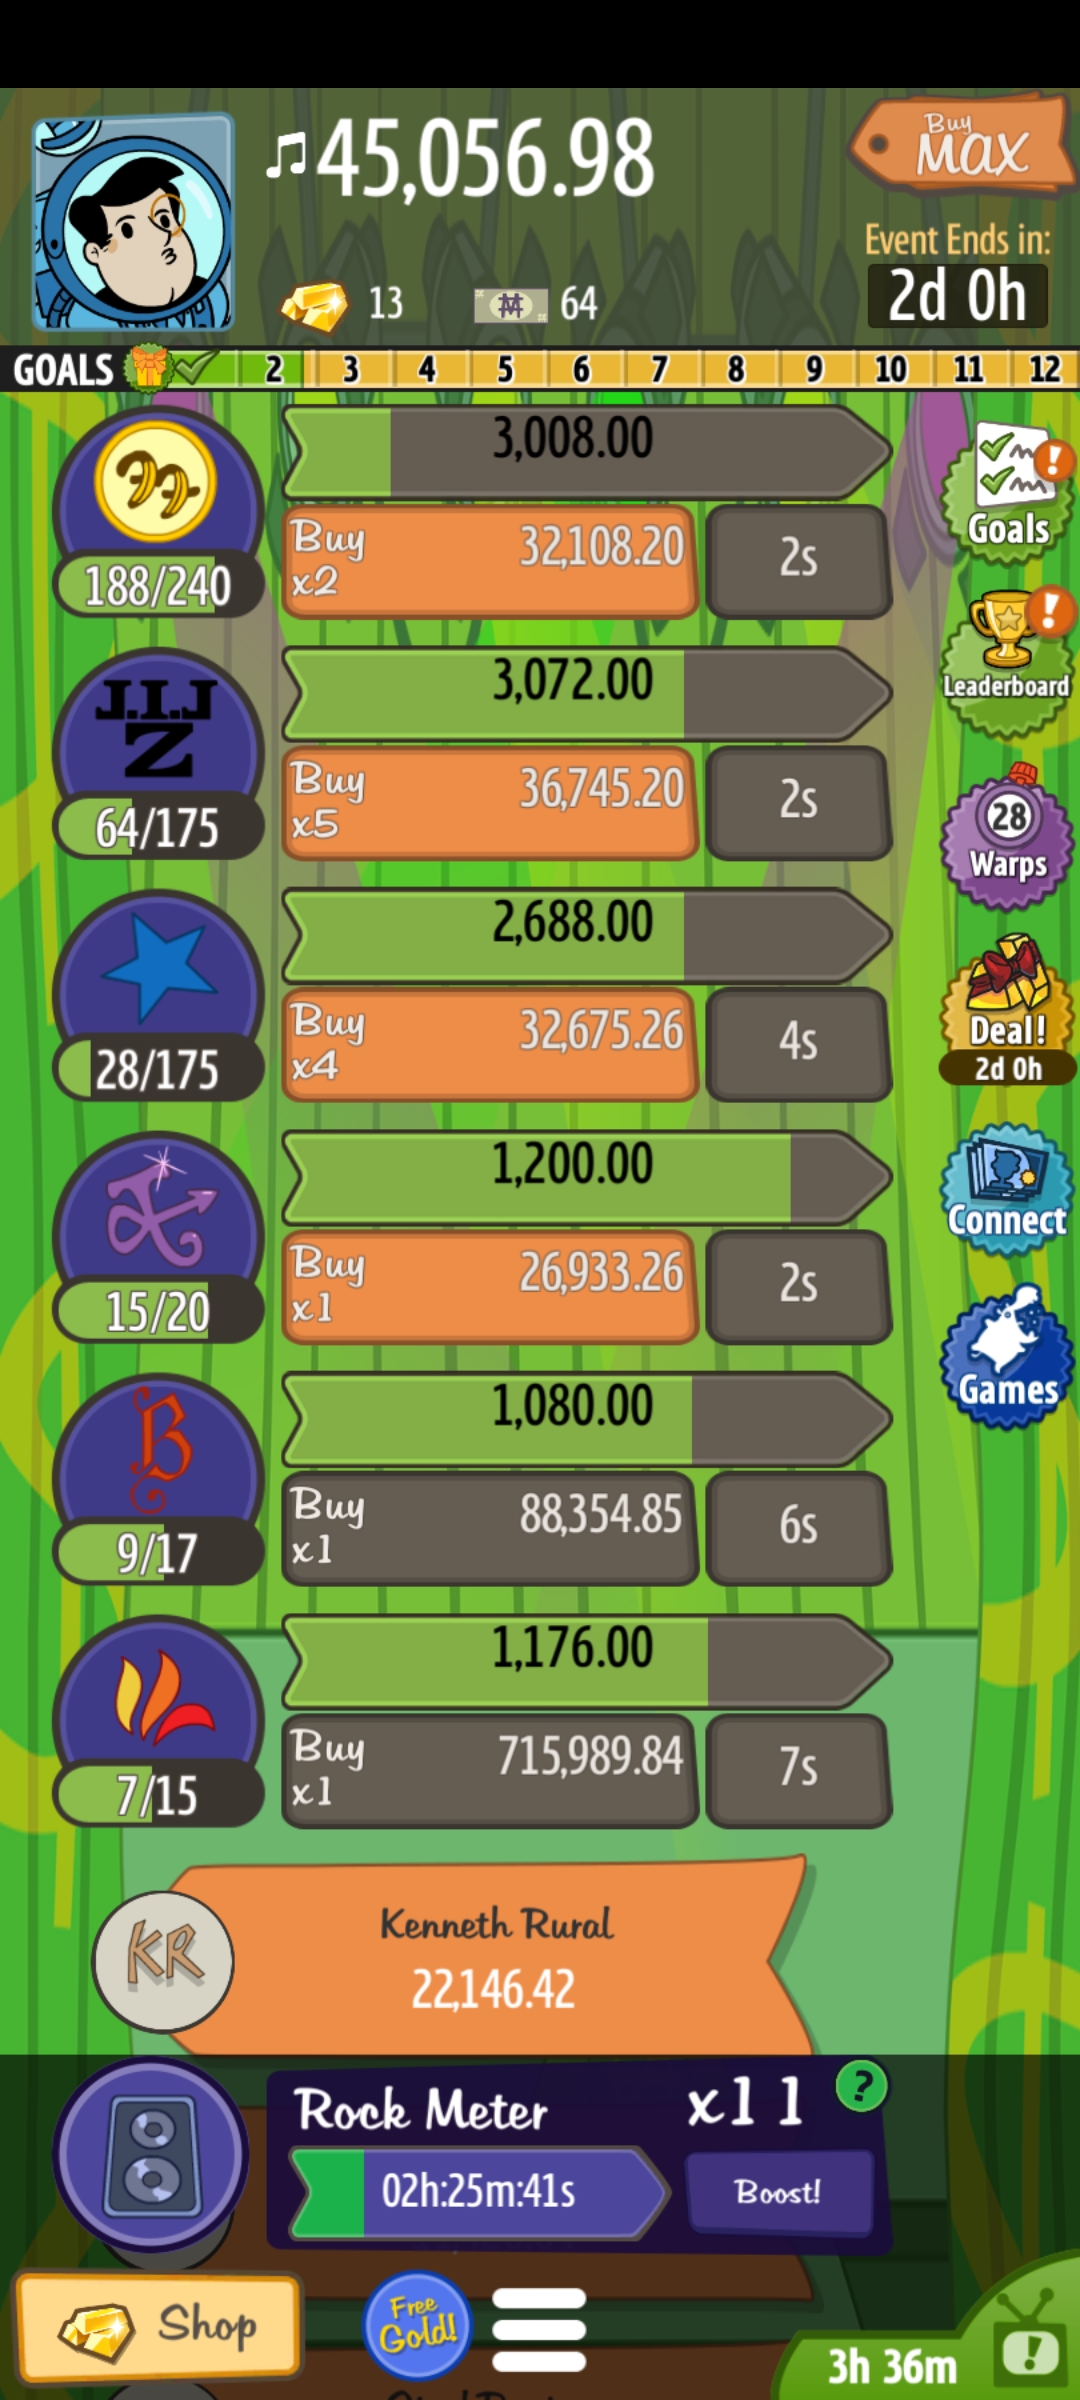 ♫45,056.98
Buy
MAX
13
64
Event Ends in:
2d 0h
GOALS 2 3 4 5 6 7 8 9 10 11 12
3,008.00
Buy
x2
32,108.20
2s
188/240
Goals
J.I.J
Z
3,072.00
Buy
x5
36,745.20
2s
64/175
Leaderboard
28
Warps
2,688.00
Buy
x4
32,675.26
4s
28/175
Deal!
2d 0h
1,200.00
Buy
x1
26,933.26
2s
15/20
Connect
B
1,080.00
Buy
x1
88,354.85
6s
9/17
Games
1,176.00
Buy
x1
715,989.84
7s
7/15
KR
Kenneth Rural
22,146.42
Rock Meter
x11
?
02h:25m:41s
Boost!
Shop
Free
Gold!
3h 36m